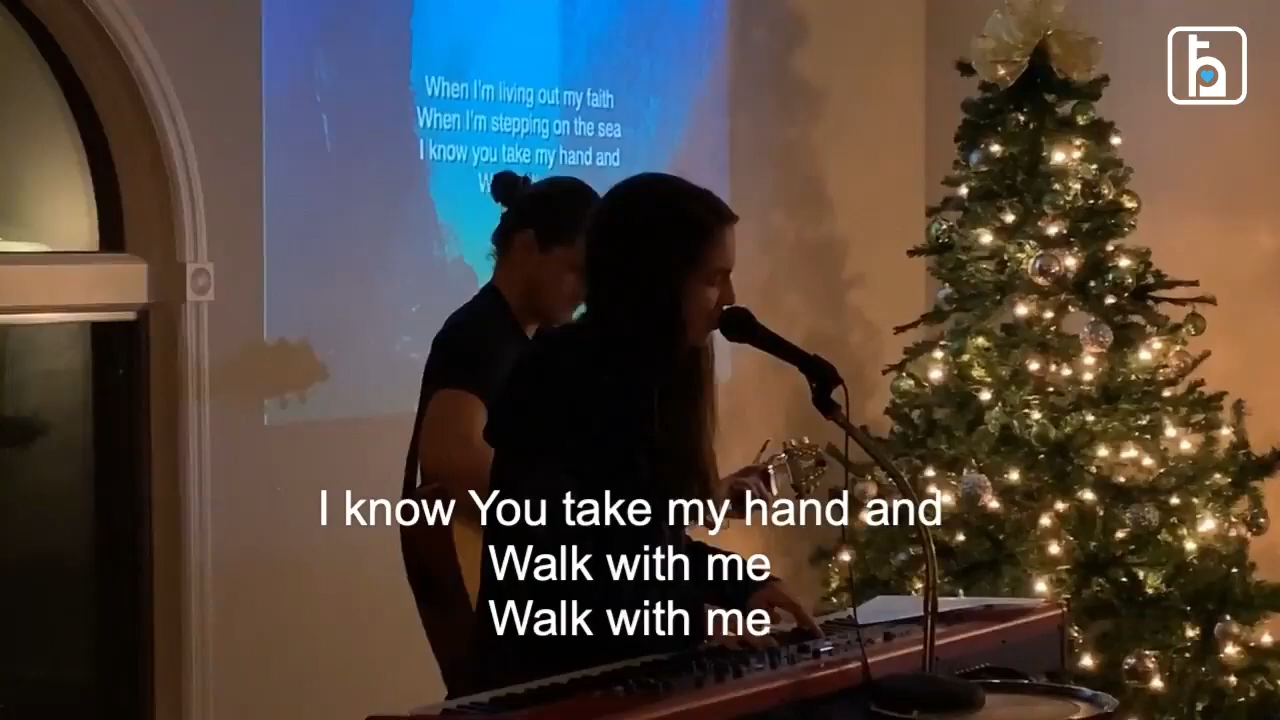 When I'm living out my faith
When I'm stepping on the sea
I know you take my hand and
I know You take my hand and
Walk with me
Walk with me